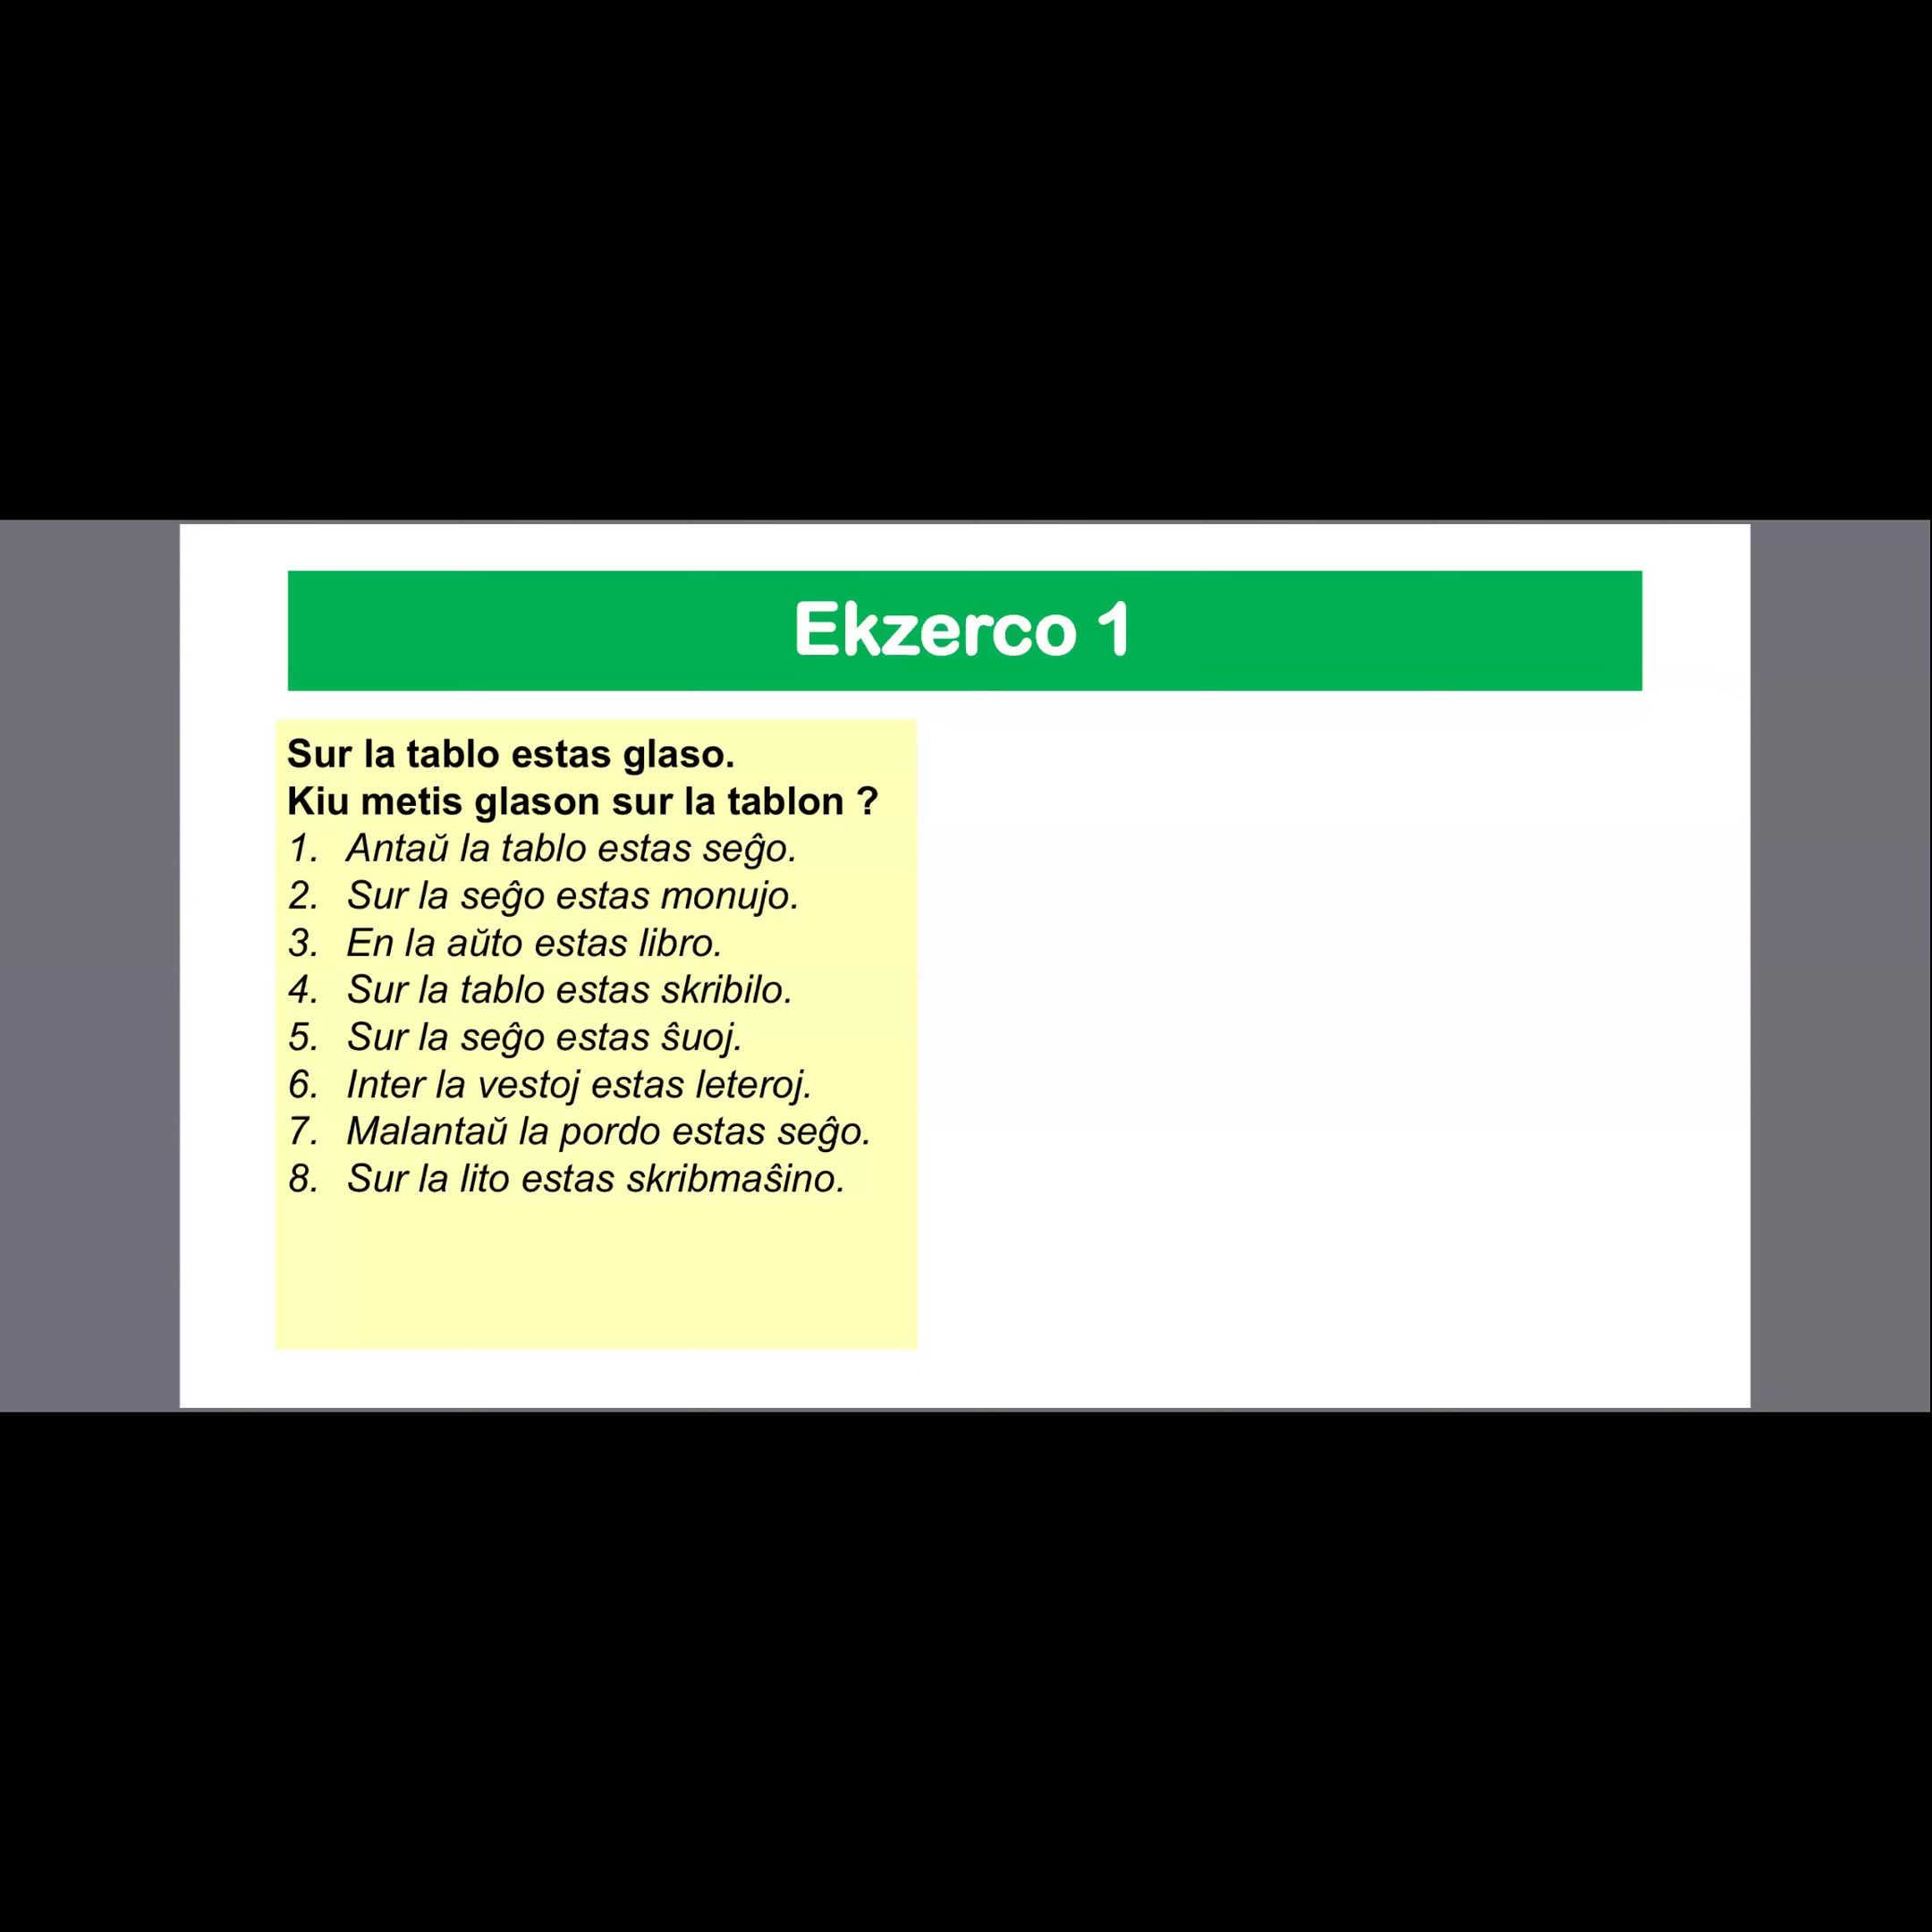 Ekzerco 1
Sur la tablo estas glaso.
Kiu metis glason sur la tablon ?
1. Antaŭ la tablo estas seĝo.
2. Sur la seĝo estas monujo.
3. En la aŭto estas libro.
4. Sur la tablo estas skribilo.
5. Sur la seĝo estas ŝuoj.
6. Inter la vestoj estas leteroj.
7. Malantaŭ la pordo estas seĝo.
8. Sur la lito estas skribmaŝino.